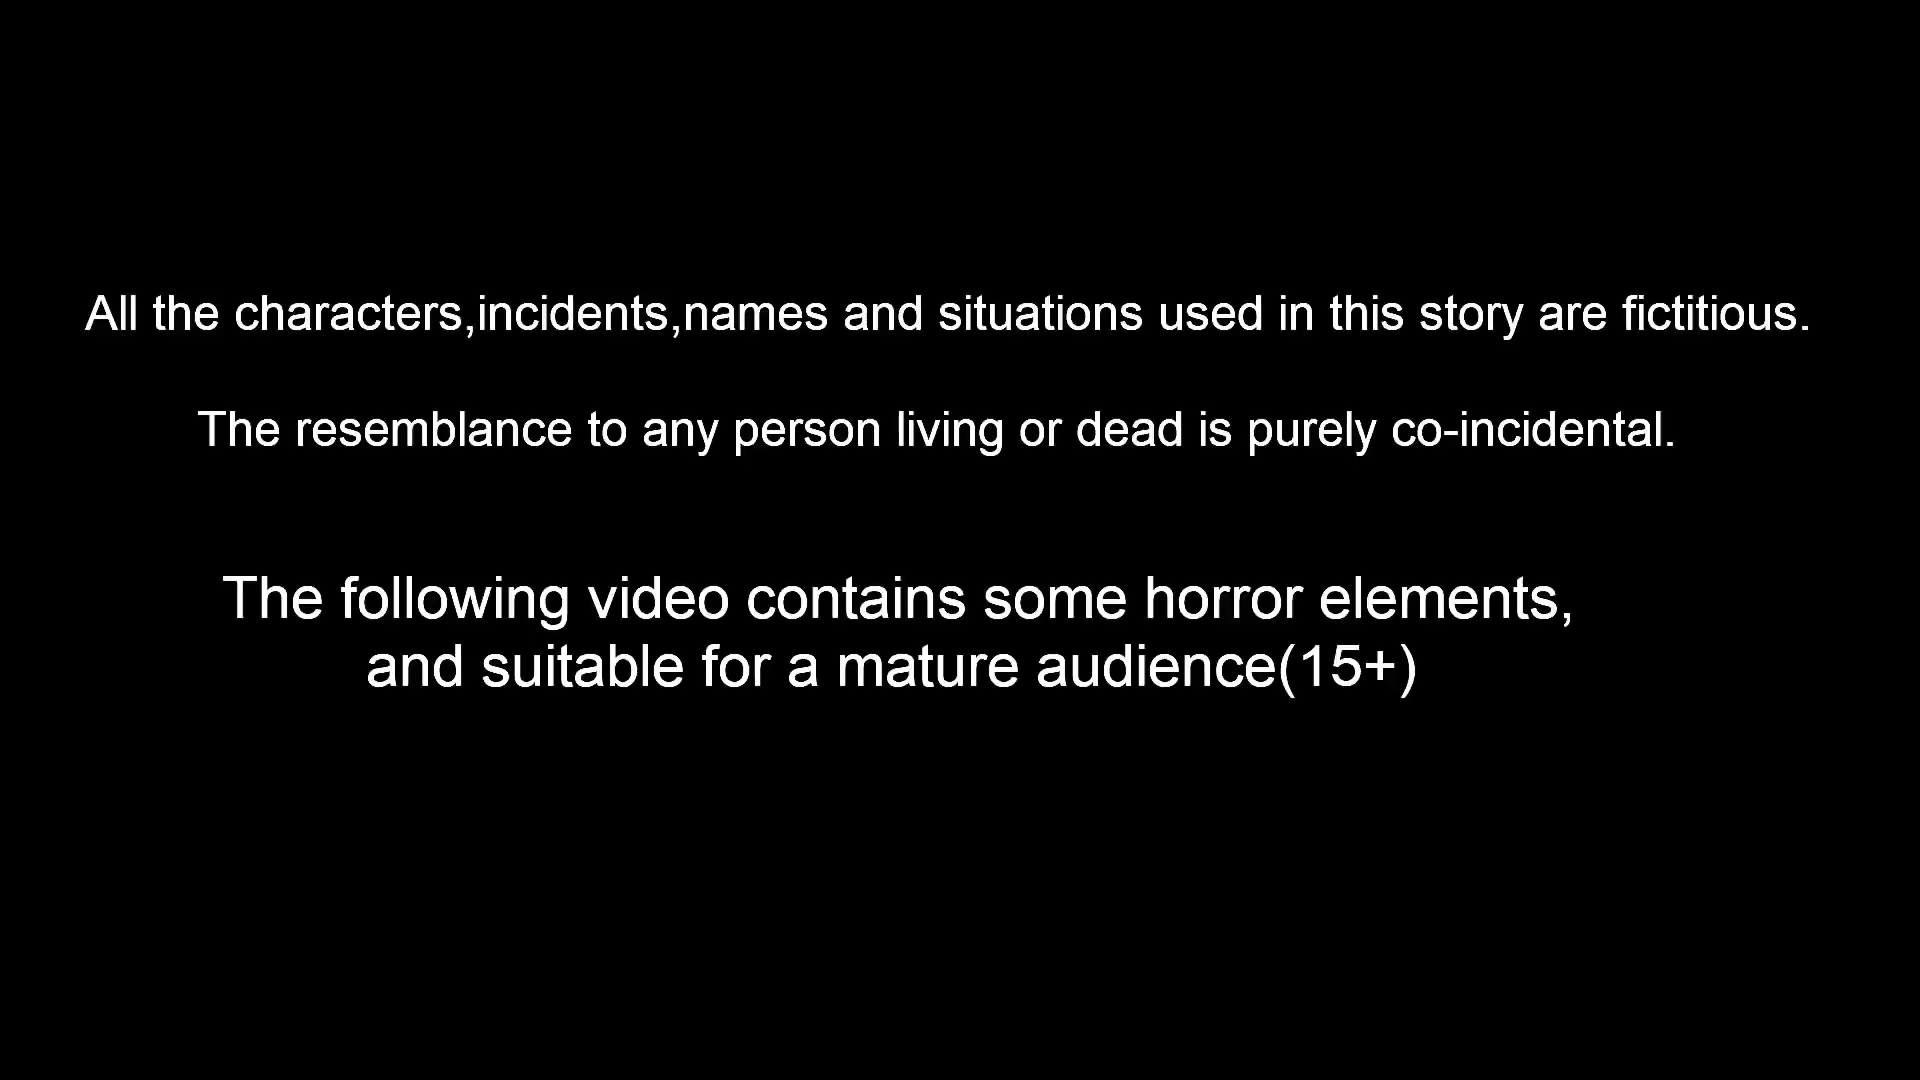 All the characters,incidents,names and situations used in this story are fictitious.
The resemblance to any person living or dead is purely co-incidental.
The following video contains some horror elements,
and suitable for a mature audience(15+)